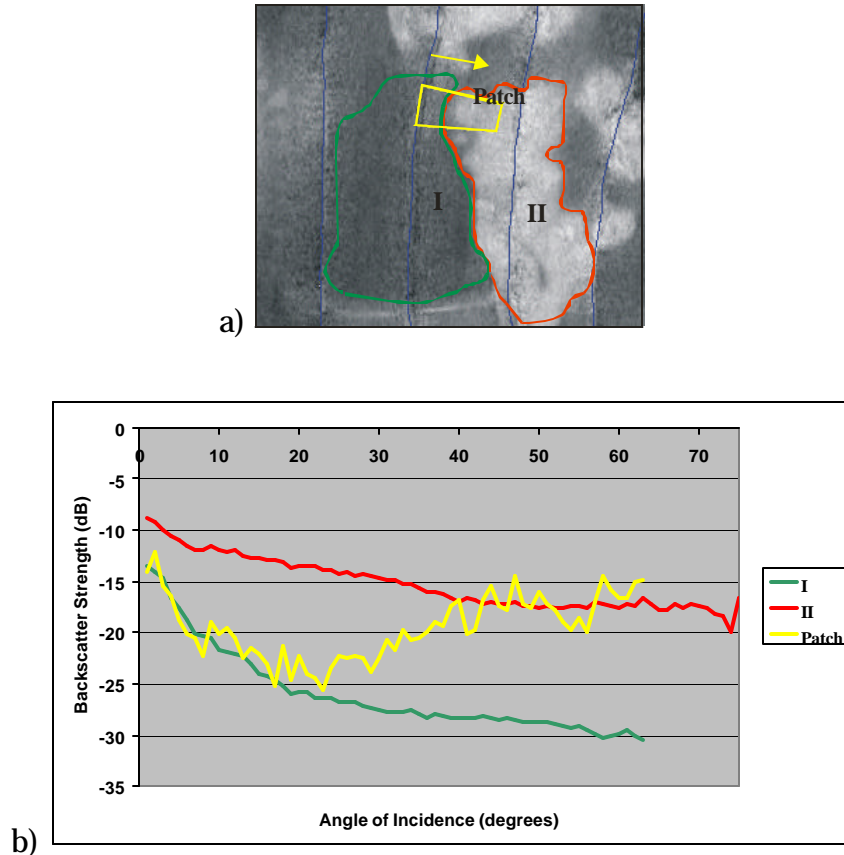 Patch
I
II
a)
0
0 10 20 30 40 50 60 70
-5
-10
-15
-20
-25
-30
-35
Backscatter Strength (dB)
Angle of Incidence (degrees)
I
II
Patch
b)